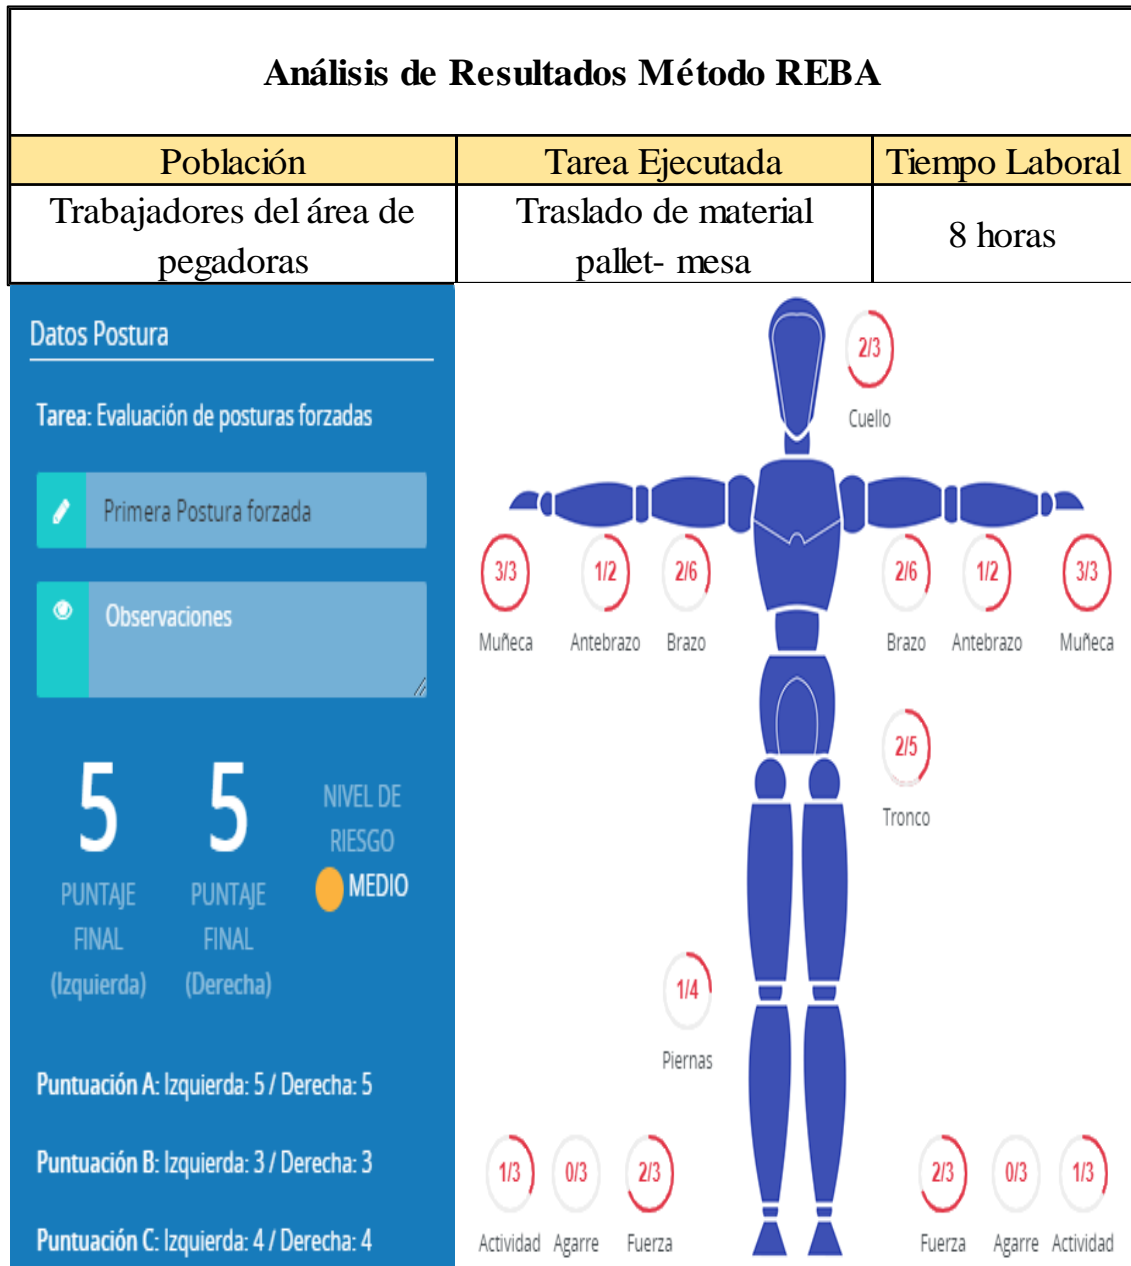 Análisis de Resultados Método REBA
Población
Tarea Ejecutada
Tiempo Laboral
Trabajadores del área de
pegadoras
Traslado de material
pallet- mesa
8 horas
Datos Postura
Tarea: Evaluación de posturas forzadas
Primera Postura forzada
Observaciones
5
PUNTAJE
FINAL
(Izquierda)
5
PUNTAJE
FINAL
(Derecha)
NIVEL DE
RIESGO
MEDIO
Puntuación A: Izquierda: 5 / Derecha: 5
Puntuación B: Izquierda: 3 / Derecha: 3
Puntuación C: Izquierda: 4 / Derecha: 4
2/3
Cuello
3/3
Muñeca
1/2
Antebrazo
2/6
Brazo
2/6
Brazo
1/2
Antebrazo
3/3
Muñeca
2/5
Tronco
1/4
Piernas
1/3
Actividad
0/3
Agarre
2/3
Fuerza
2/3
Fuerza
0/3
Agarre
1/3
Actividad